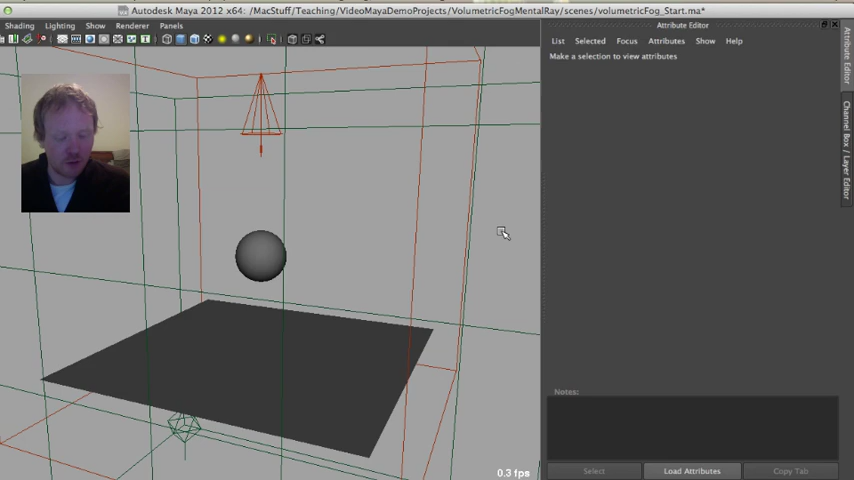 Autodesk Maya 2012 x64: /MacStuff/Teaching/VideoMayaDemoProjects/VolumetricFogMentalRay/scenes/volumetricFog_Start.ma*
Shading Lighting Show Renderer Panels
Attribute Editor
List Selected Focus Attributes Show Help
Make a selection to view attributes
Attribute Editor
Channel Box / Layer Editor
Notes:
0.3 fps
Select Load Attributes Copy Tab